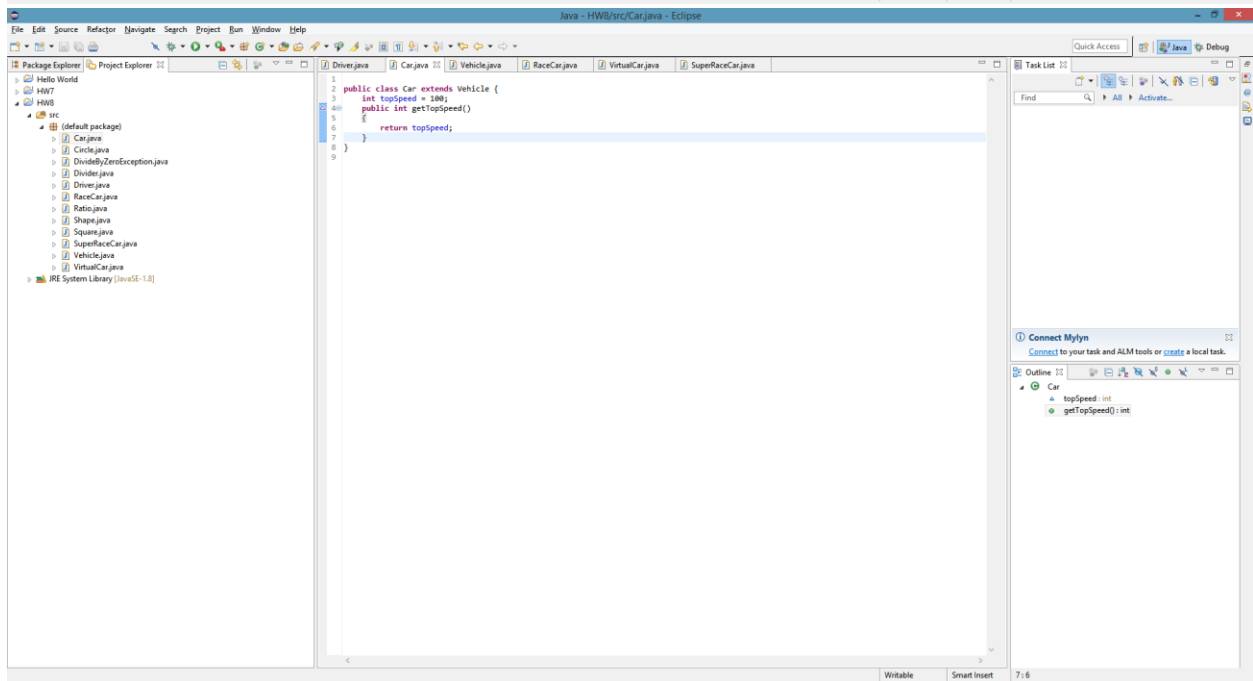 Java - HW8/src/Car.java - Eclipse
File Edit Source Refactor Navigate Search Project Run Window Help
Quick Access Java Debug
Package Explorer Project Explorer
Hello World
HW7
HW8
src
(default package)
Car.java
Circle.java
DivideByZeroException.java
Divider.java
Driver.java
RaceCar.java
Ratio.java
Shape.java
Square.java
SuperRaceCar.java
Vehicle.java
VirtualCar.java
JRE System Library [JavaSE-1.8]
Driver.java Car.java Vehicle.java RaceCar.java VirtualCar.java SuperRaceCar.java
1
2 public class Car extends Vehicle {
3 int topSpeed = 100;
4 public int getTopSpeed()
5 {
6 return topSpeed;
7 }
8 }
9
Task List
Find All Activate...
Connect Mylyn
Connect to your task and ALM tools or create a local task.
Outline
Car
topSpeed : int
getTopSpeed() : int
Writable Smart Insert 7 : 6